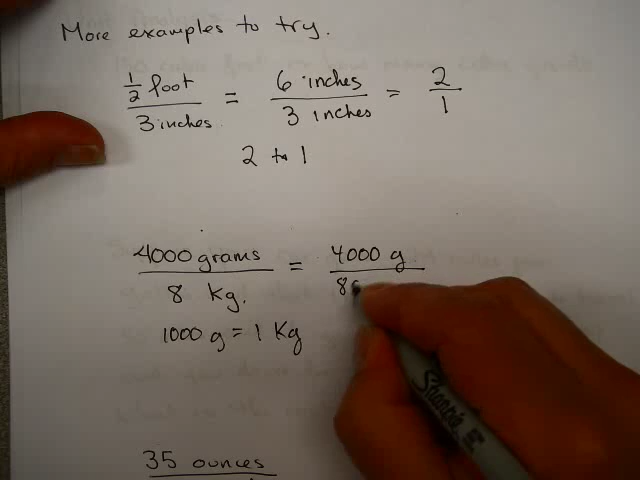 More examples to try.
1/2 foot / 3 inches = 6 inches / 3 inches = 2 / 1
2 to 1
4000 grams / 8 Kg. = 4000 g / 80
1000 g = 1 Kg
35 ounces
Sharpie